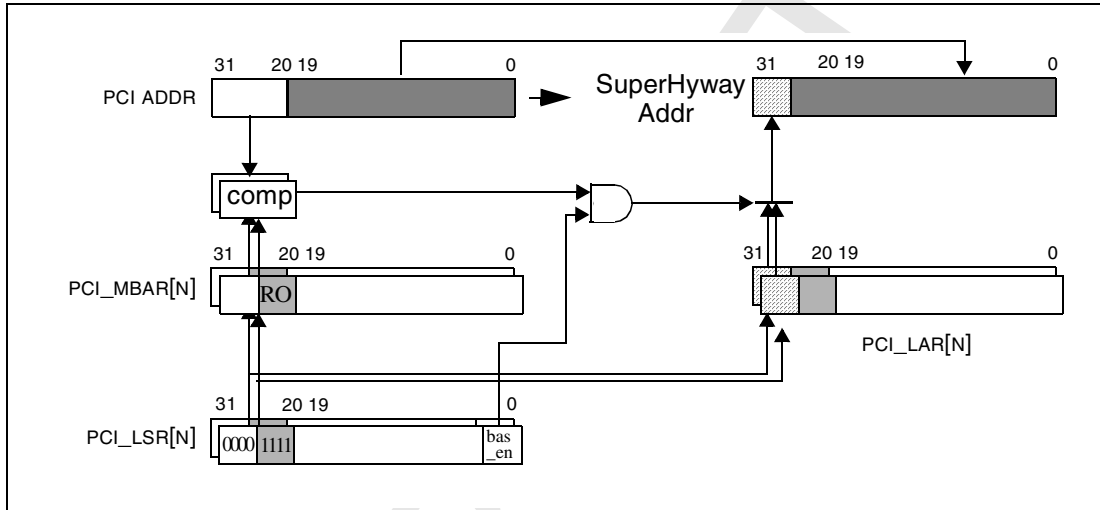 31 20 19 0
31 20 19 0
PCI ADDR
SuperHyway
Addr
comp
31 20 19 0
31 20 19 0
PCI_MBAR[N]
RO
PCI_LAR[N]
31 20 19 0
PCI_LSR[N]
0000 1111
bas
_en